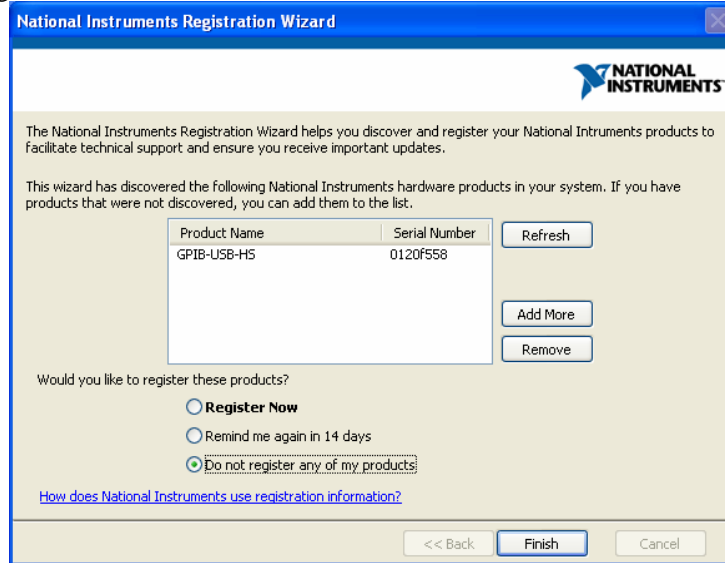 National Instruments Registration Wizard
NATIONAL
INSTRUMENTS
The National Instruments Registration Wizard helps you discover and register your National Intruments products to
facilitate technical support and ensure you receive important updates.
This wizard has discovered the following National Instruments hardware products in your system. If you have
products that were not discovered, you can add them to the list.
Product Name Serial Number
GPIB-USB-HS 0120f558
Refresh
Add More
Remove
Would you like to register these products?
Register Now
Remind me again in 14 days
Do not register any of my products
How does National Instruments use registration information?
<< Back Finish Cancel